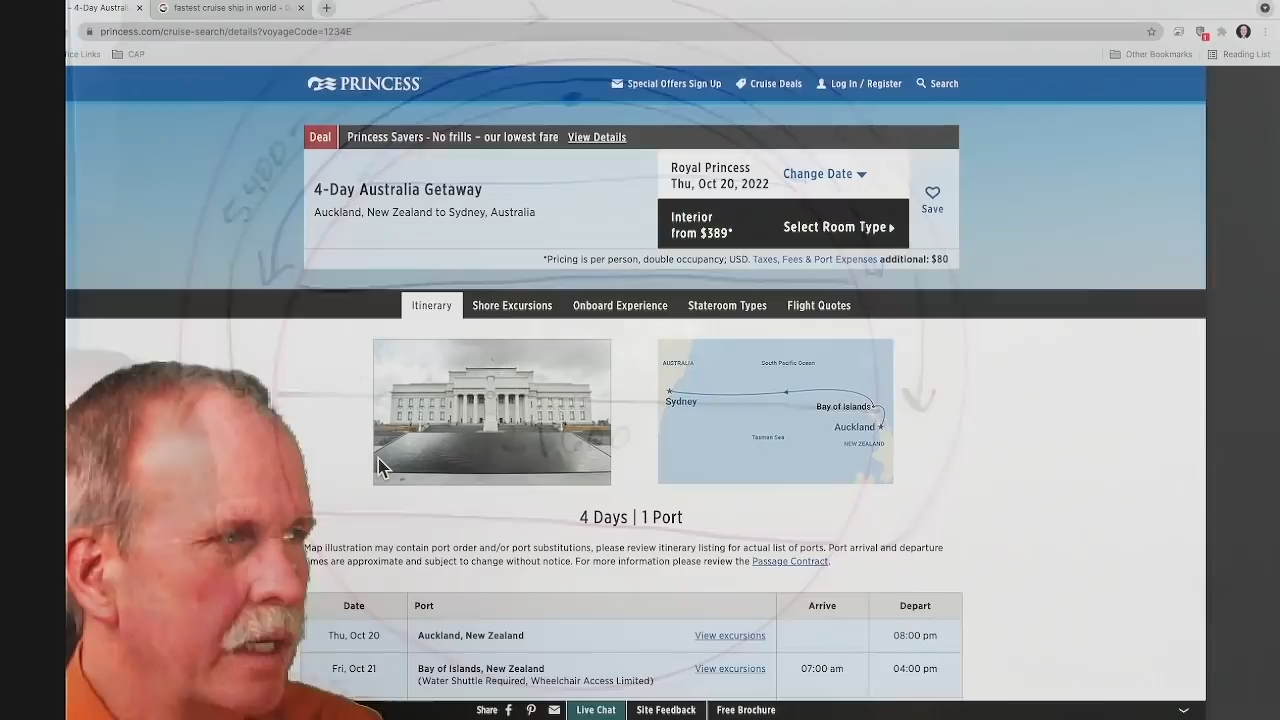 - 4-Day Australi
fastest cruise ship in world -
princess.com/cruise-search/details?voyageCode=1234E
ice Links
CAP
Other Bookmarks
Reading List
PRINCESS
Special Offers Sign Up
Cruise Deals
Log In / Register
Search
Deal
Princess Savers - No frills – our lowest fare View Details
4-Day Australia Getaway
Auckland, New Zealand to Sydney, Australia
Royal Princess
Thu, Oct 20, 2022
Change Date
Interior
from $389*
Select Room Type
Save
*Pricing is per person, double occupancy; USD. Taxes, Fees & Port Expenses additional: $80
5400
Itinerary
Shore Excursions
Onboard Experience
Stateroom Types
Flight Quotes
AUSTRALIA
South Pacific Ocean
Sydney
Bay of Islands
Auckland
Tasman Sea
NEW ZEALAND
4 Days | 1 Port
Map illustration may contain port order and/or port substitutions, please review itinerary listing for actual list of ports. Port arrival and departure
imes are approximate and subject to change without notice. For more information please review the Passage Contract.
Date Port Arrive Depart
Thu, Oct 20 Auckland, New Zealand View excursions 08:00 pm
Fri, Oct 21 Bay of Islands, New Zealand View excursions 07:00 am 04:00 pm
(Water Shuttle Required, Wheelchair Access Limited)
Share
Live Chat
Site Feedback
Free Brochure